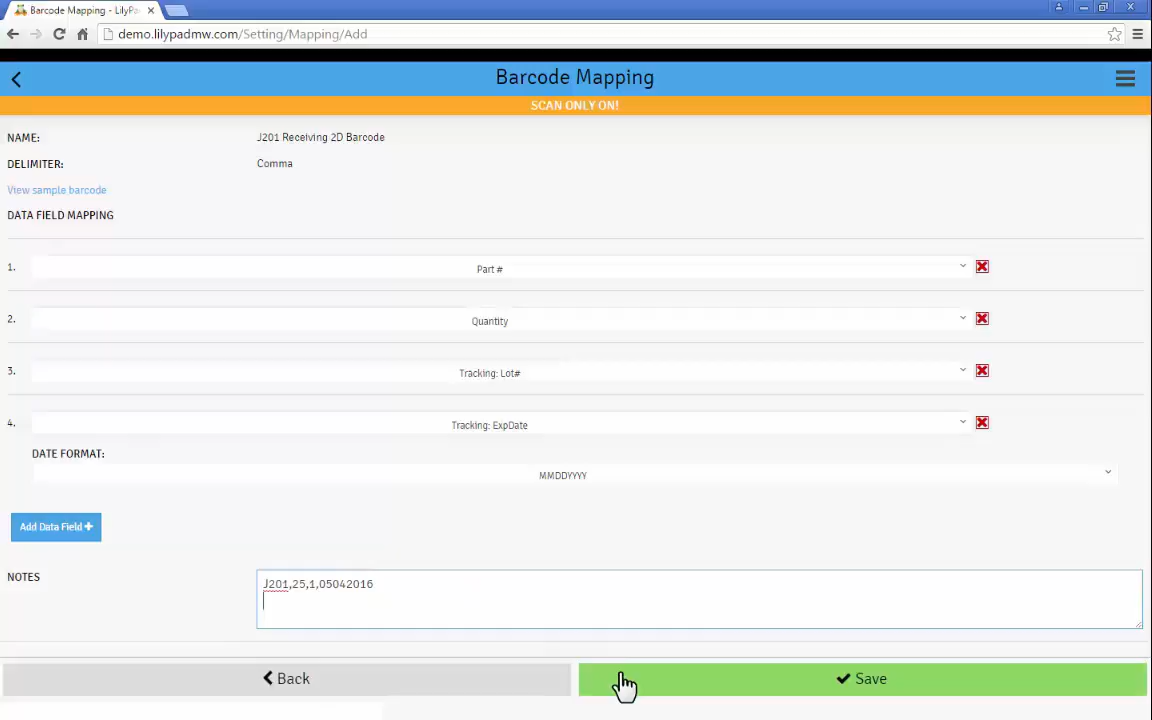 Barcode Mapping - LilyPa
demo.lilypadmw.com/Setting/Mapping/Add
Barcode Mapping
SCAN ONLY ON!
NAME: J201 Receiving 2D Barcode
DELIMITER: Comma
View sample barcode
DATA FIELD MAPPING
1. Part #
2. Quantity
3. Tracking: Lot#
4. Tracking: ExpDate
DATE FORMAT:
MMDDYYYY
Add Data Field
NOTES J201,25,1,05042016
Back Save